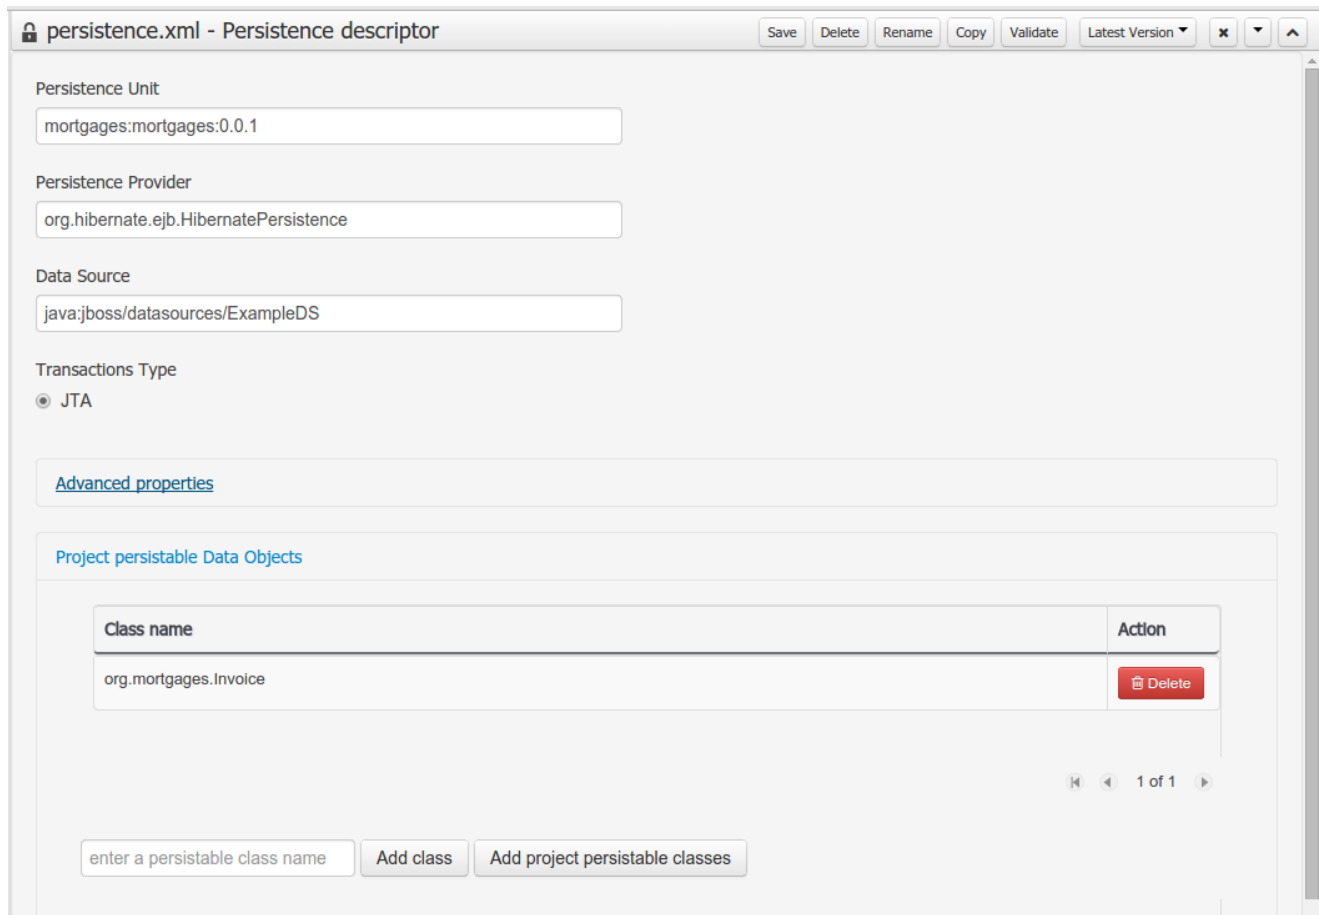 persistence.xml - Persistence descriptor
Save Delete Rename Copy Validate Latest Version
Persistence Unit
mortgages:mortgages:0.0.1
Persistence Provider
org.hibernate.ejb.HibernatePersistence
Data Source
java:jboss/datasources/ExampleDS
Transactions Type
JTA
Advanced properties
Project persistable Data Objects
Class name Action
org.mortgages.Invoice Delete
1 of 1
enter a persistable class name Add class Add project persistable classes